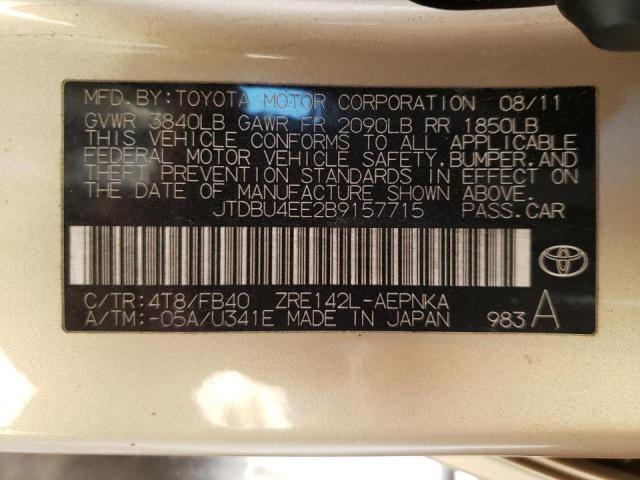 MFD. BY: TOYOTA MOTOR CORPORATION 08/11
GVWR 3840LB GAWR FR 2090LB RR 1850LB
THIS VEHICLE CONFORMS TO ALL APPLICABLE
FEDERAL MOTOR VEHICLE SAFETY, BUMPER, AND
THEFT PREVENTION STANDARDS IN EFFECT ON
THE DATE OF MANUFACTURE SHOWN ABOVE.
JTDBU4EE2B9157715 PASS. CAR
C/TR: 4T8/FB40 ZRE142L-AEPNKA
A/TM: -05A/U341E MADE IN JAPAN 983 A